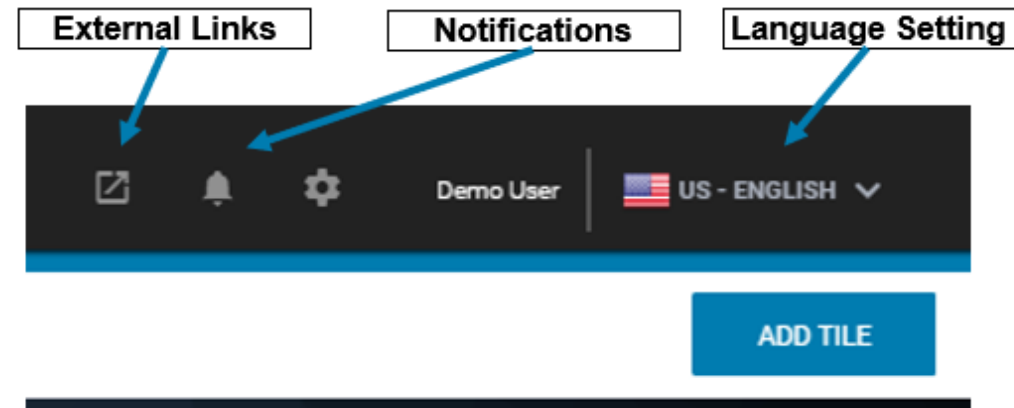 External Links
Notifications
Language Setting
Demo User
US - ENGLISH
ADD TILE